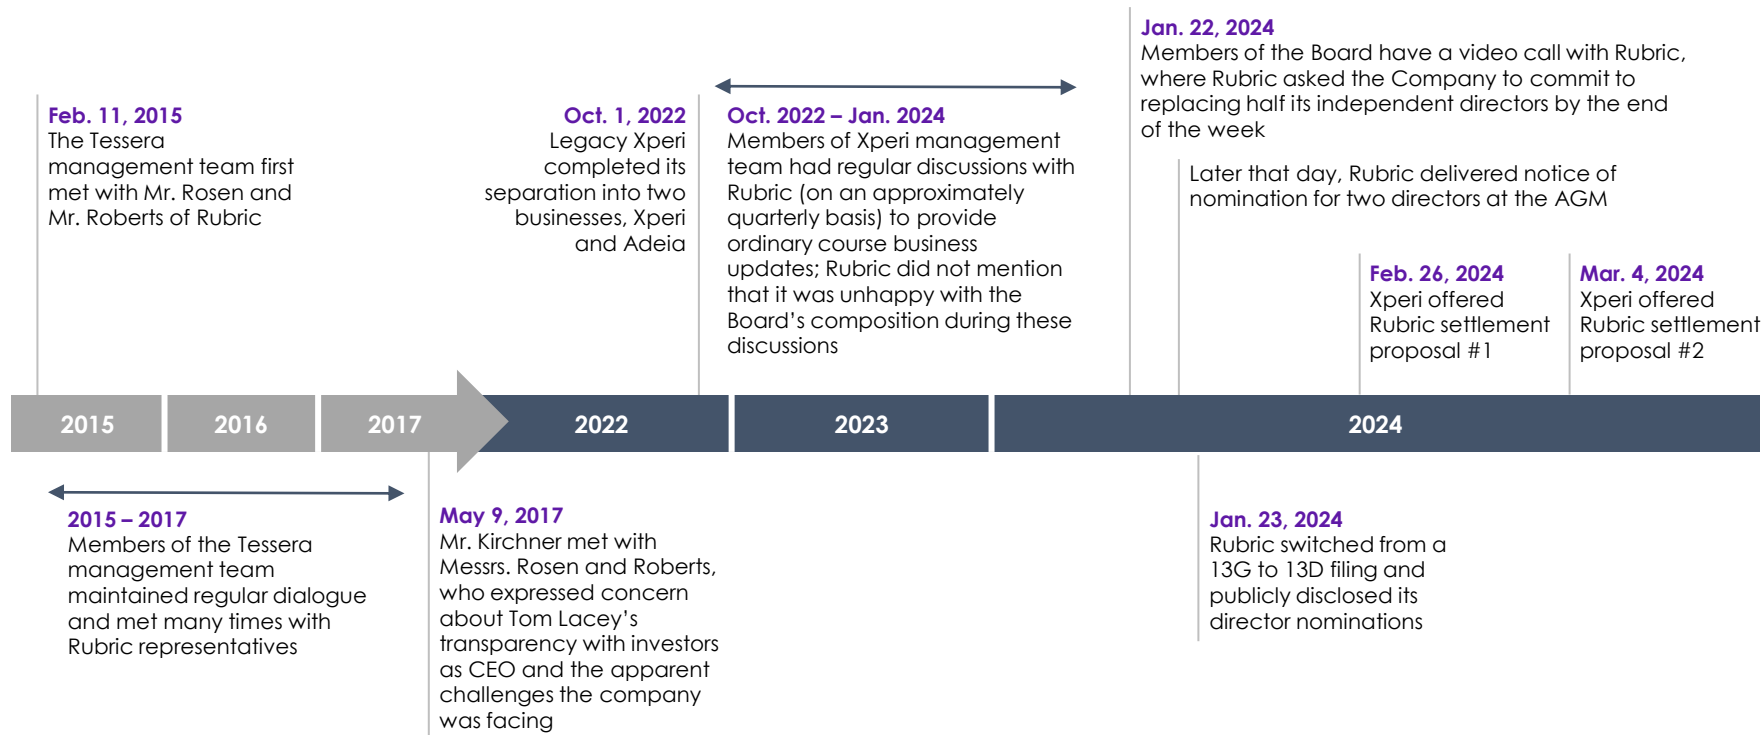 Jan. 22, 2024
Members of the Board have a video call with Rubric,
where Rubric asked the Company to commit to
replacing half its independent directors by the end
of the week
Feb. 11, 2015
The Tessera
management team first
met with Mr. Rosen and
Mr. Roberts of Rubric
Oct. 1, 2022
Legacy Xperi
completed its
separation into two
businesses, Xperi
and Adeia
Oct. 2022 – Jan. 2024
Members of Xperi management
team had regular discussions with
Rubric (on an approximately
quarterly basis) to provide
ordinary course business
updates; Rubric did not mention
that it was unhappy with the
Board’s composition during these
discussions
Later that day, Rubric delivered notice of
nomination for two directors at the AGM
Feb. 26, 2024
Xperi offered
Rubric settlement
proposal #1
Mar. 4, 2024
Xperi offered
Rubric settlement
proposal #2
2015
2016
2017
2022
2023
2024
2015 – 2017
Members of the Tessera
management team
maintained regular dialogue
and met many times with
Rubric representatives
May 9, 2017
Mr. Kirchner met with
Messrs. Rosen and Roberts,
who expressed concern
about Tom Lacey’s
transparency with investors
as CEO and the apparent
challenges the company
was facing
Jan. 23, 2024
Rubric switched from a
13G to 13D filing and
publicly disclosed its
director nominations